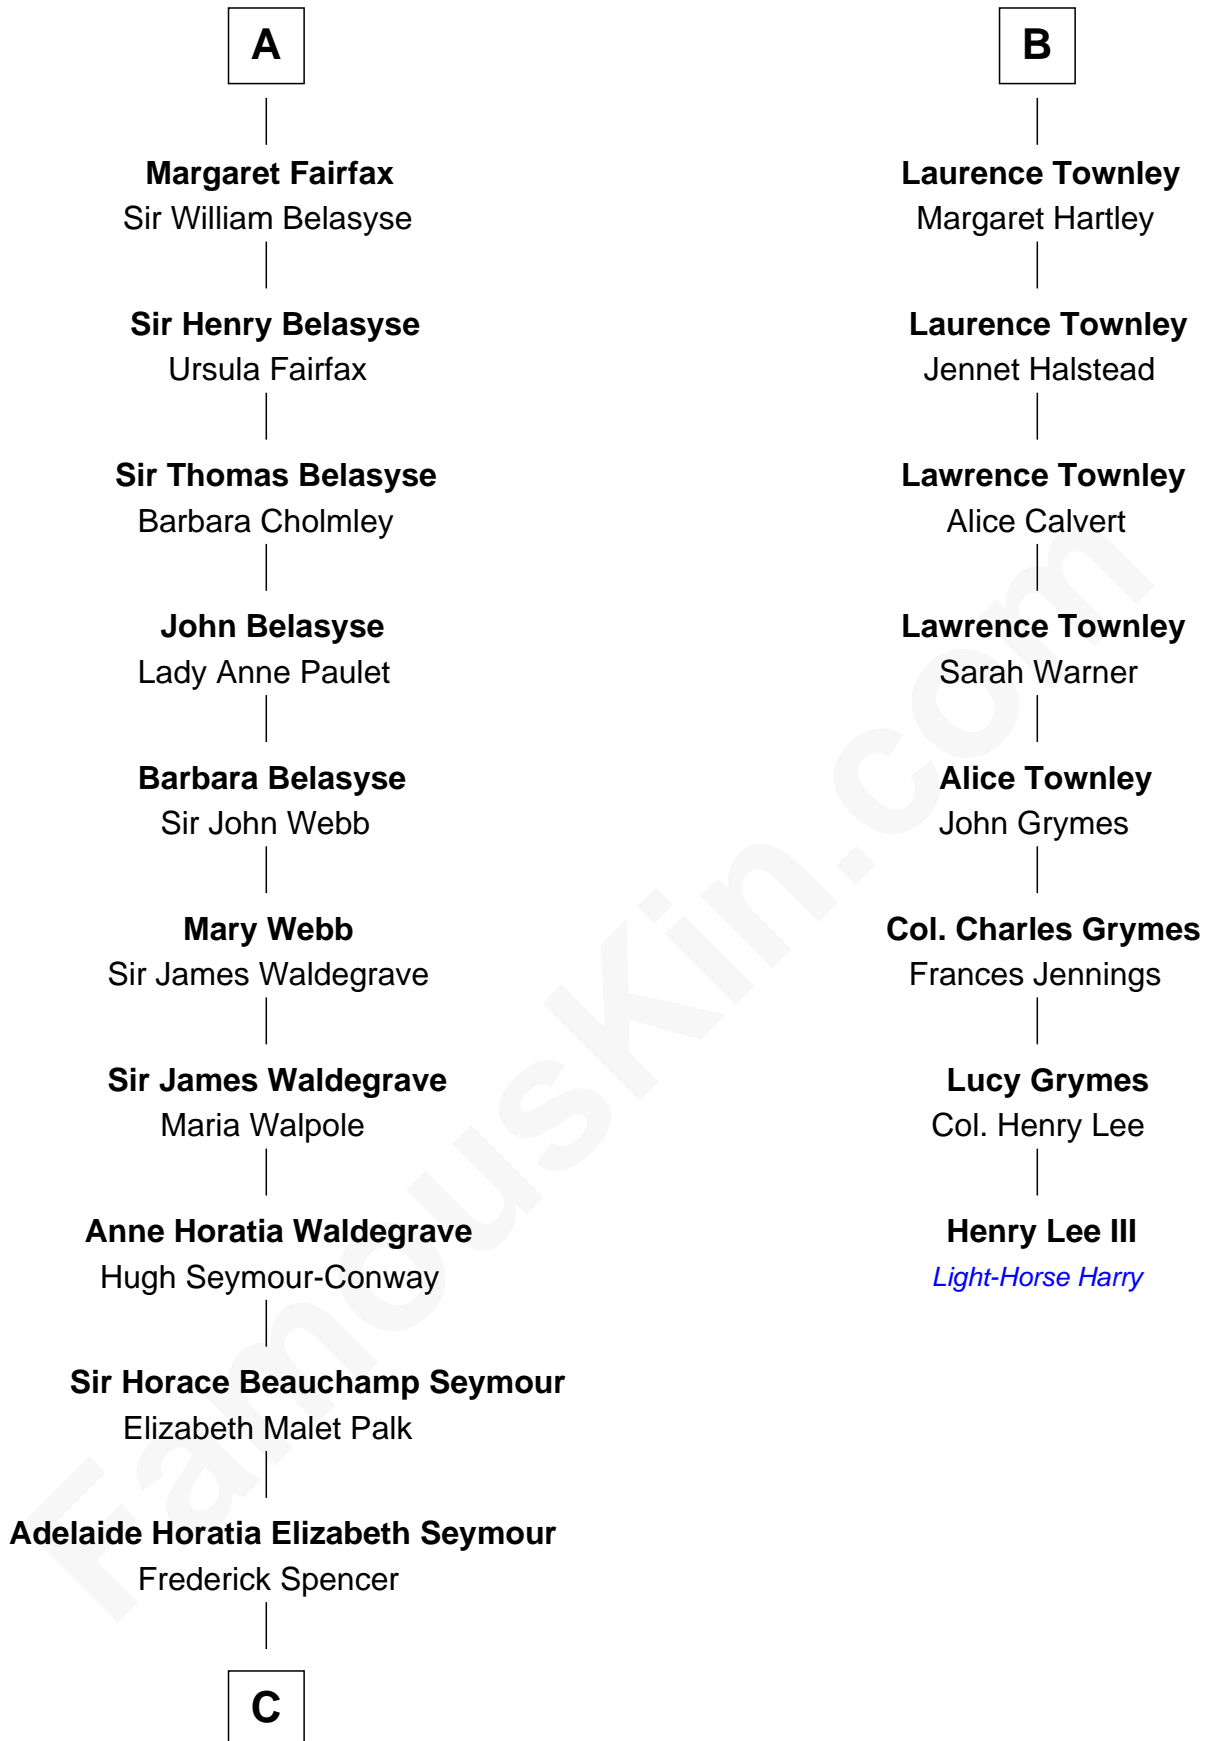 A
Margaret Fairfax
Sir William Belasyse
Sir Henry Belasyse
Ursula Fairfax
Sir Thomas Belasyse
Barbara Cholmley
John Belasyse
Lady Anne Paulet
Barbara Belasyse
Sir John Webb
Mary Webb
Sir James Waldegrave
Sir James Waldegrave
Maria Walpole
Anne Horatia Waldegrave
Hugh Seymour-Conway
Sir Horace Beauchamp Seymour
Elizabeth Malet Palk
Adelaide Horatia Elizabeth Seymour
Frederick Spencer
C
B
Laurence Townley
Margaret Hartley
Laurence Townley
Jennet Halstead
Lawrence Townley
Alice Calvert
Lawrence Townley
Sarah Warner
Alice Townley
John Grymes
Col. Charles Grymes
Frances Jennings
Lucy Grymes
Col. Henry Lee
Henry Lee III
Light-Horse Harry
FamousKin.com